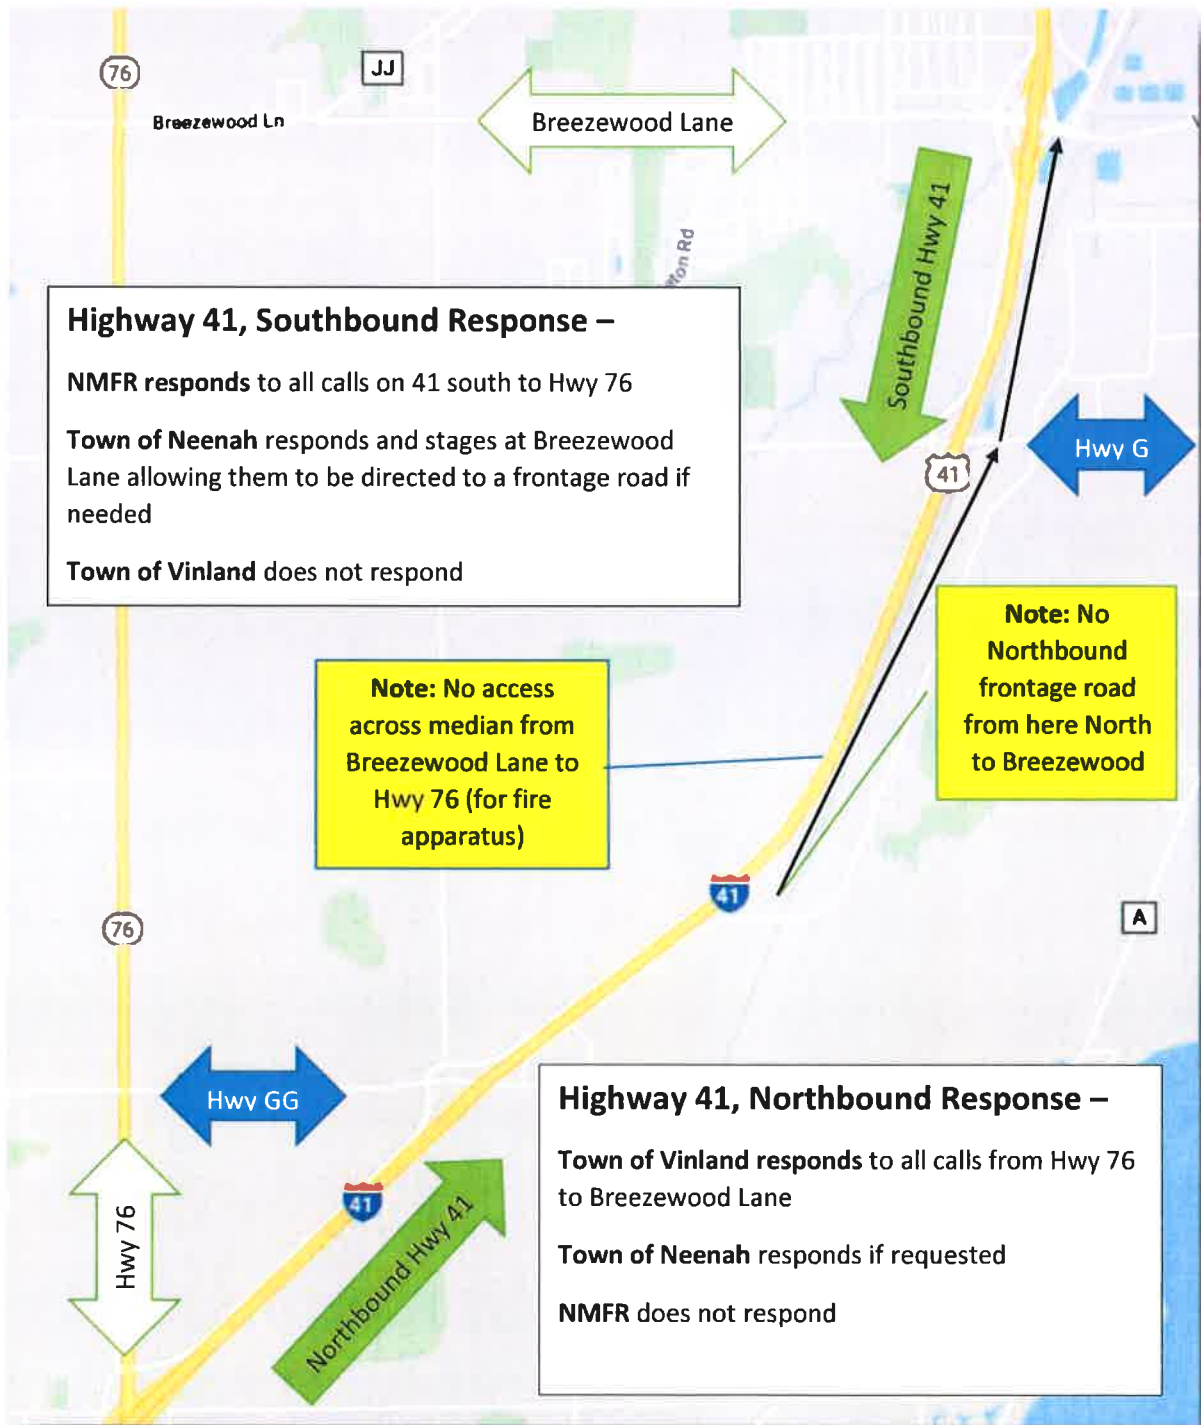 76
JJ
Breezewood Ln
Breezewood Lane
Southbound Hwy 41
Highway 41, Southbound Response –
NMFR responds to all calls on 41 south to Hwy 76
Town of Neenah responds and stages at Breezewood
Lane allowing them to be directed to a frontage road if
needed
Town of Vinland does not respond
Hwy G
41
Note: No
Northbound
frontage road
from here North
to Breezewood
Note: No access
across median from
Breezewood Lane to
Hwy 76 (for fire
apparatus)
41
A
76
Hwy GG
Hwy 76
41
Northbound Hwy 41
Highway 41, Northbound Response –
Town of Vinland responds to all calls from Hwy 76
to Breezewood Lane
Town of Neenah responds if requested
NMFR does not respond